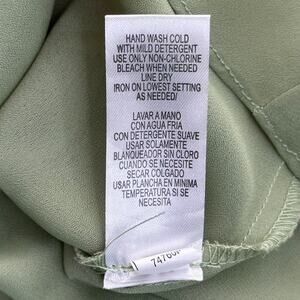 HAND WASH COLD
WITH MILD DETERGENT
USE ONLY NON-CHLORINE
BLEACH WHEN NEEDED
LINE DRY
IRON ON LOWEST SETTING
AS NEEDED/
LAVAR A MANO
CON AGUA FRIA
CON DETERGENTE SUAVE
USAR SOLAMENTE
BLANQUEADOR SIN CLORO
CUANDO SE NECESITE
SECAR COLGADO
USAR PLANCHA EN MINIMA
TEMPERATURA SI SE
NECESITA